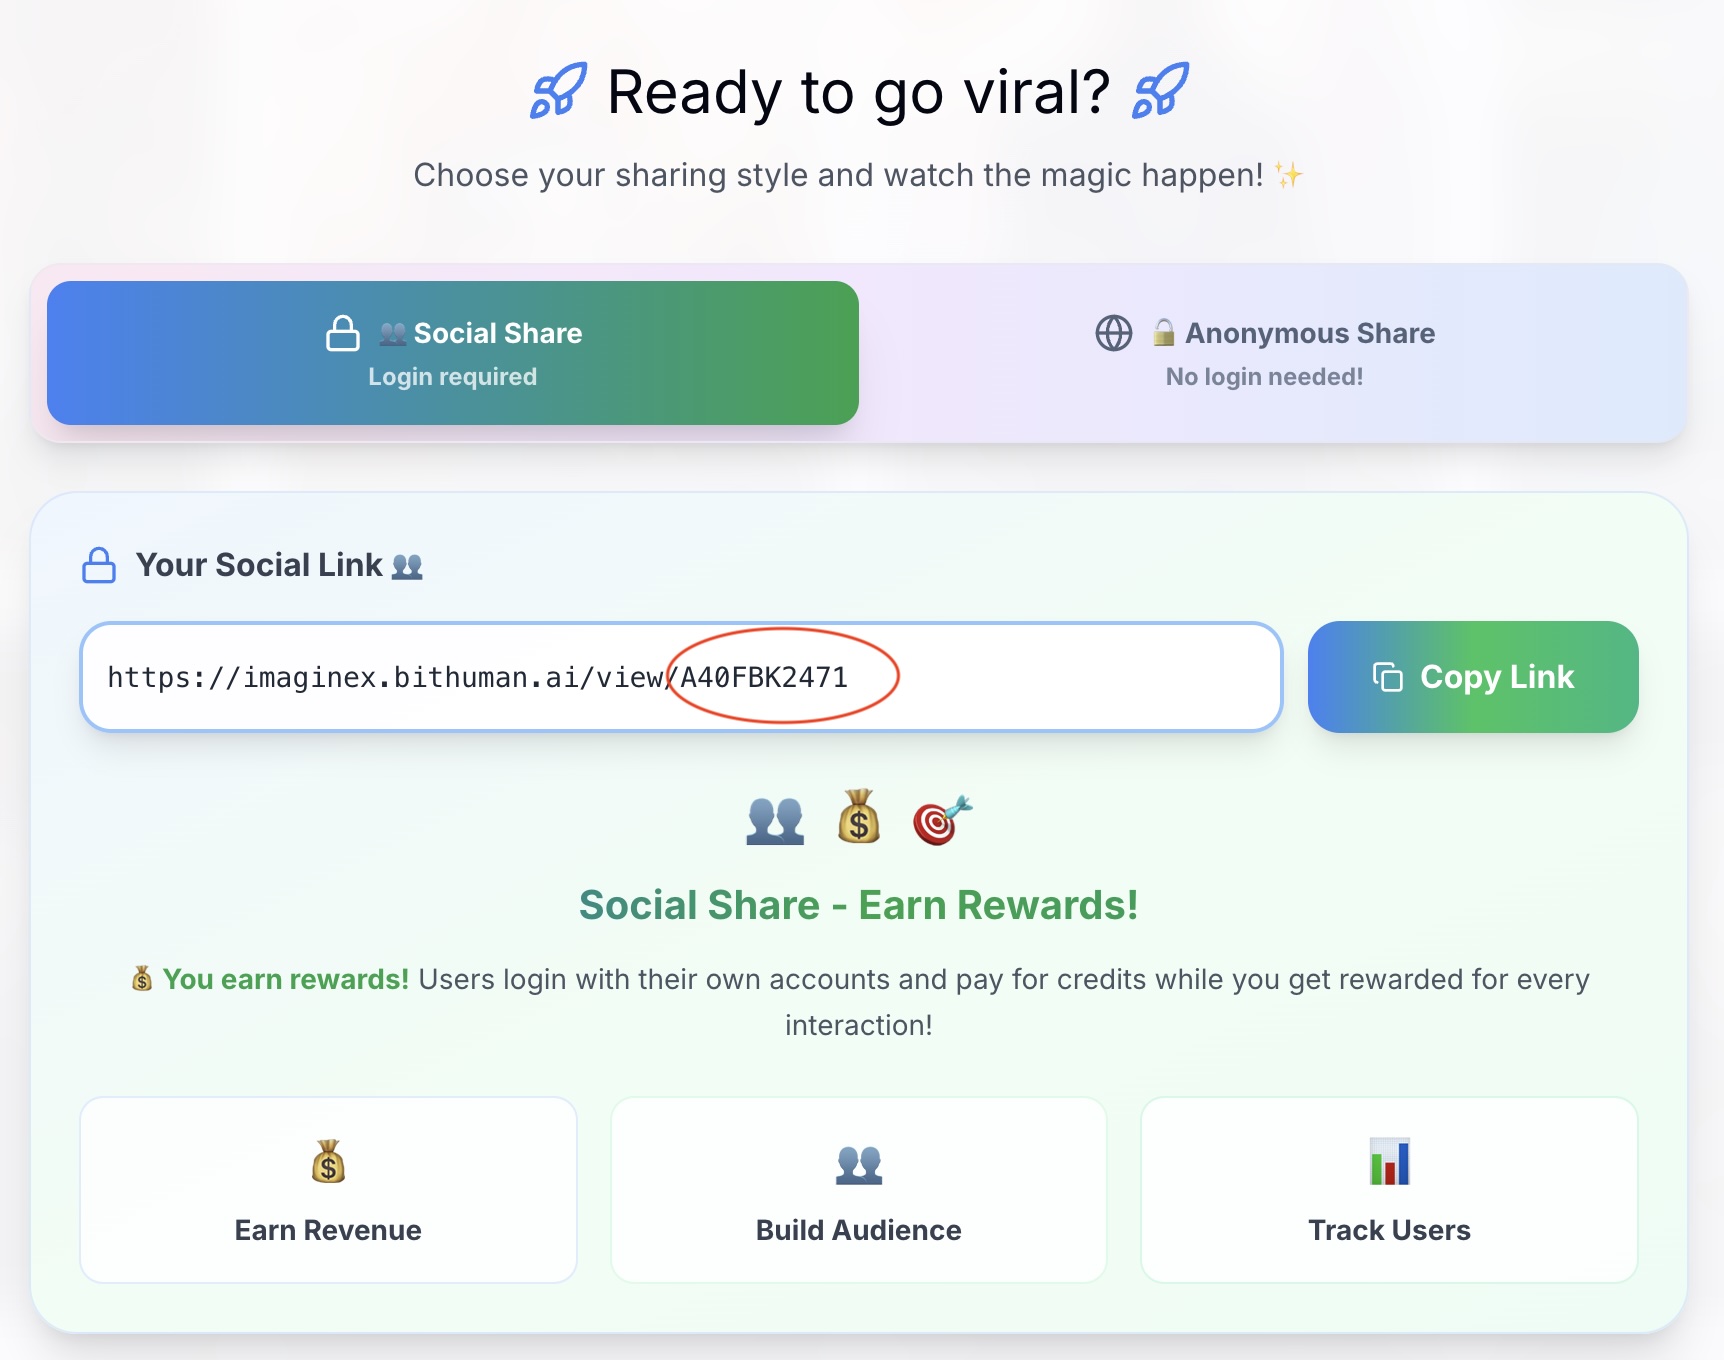 Ready to go viral?
Choose your sharing style and watch the magic happen! ✨
👥 Social Share
Login required
🔓 Anonymous Share
No login needed!
Your Social Link 👥
https://imaginex.bithuman.ai/view/A40FBK2471
Copy Link
Social Share - Earn Rewards!
💰 You earn rewards! Users login with their own accounts and pay for credits while you get rewarded for every
interaction!
Earn Revenue
Build Audience
Track Users